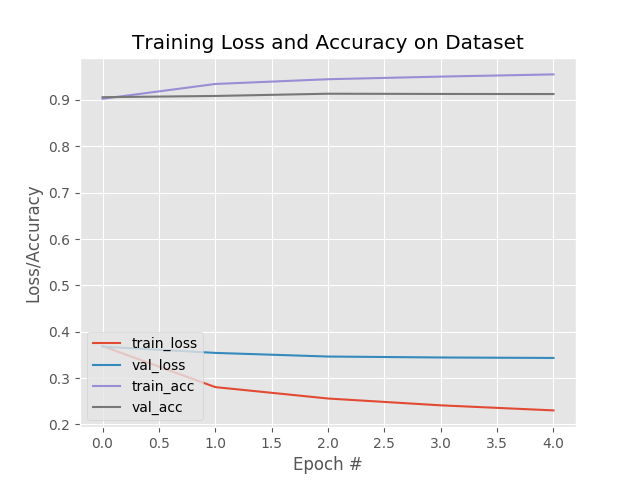 Training Loss and Accuracy on Dataset
Loss/Accuracy
0.9
0.8
0.7
0.6
0.5
0.4
0.3
0.2
train_loss
val_loss
train_acc
val_acc
0.0 0.5 1.0 1.5 2.0 2.5 3.0 3.5 4.0
Epoch #